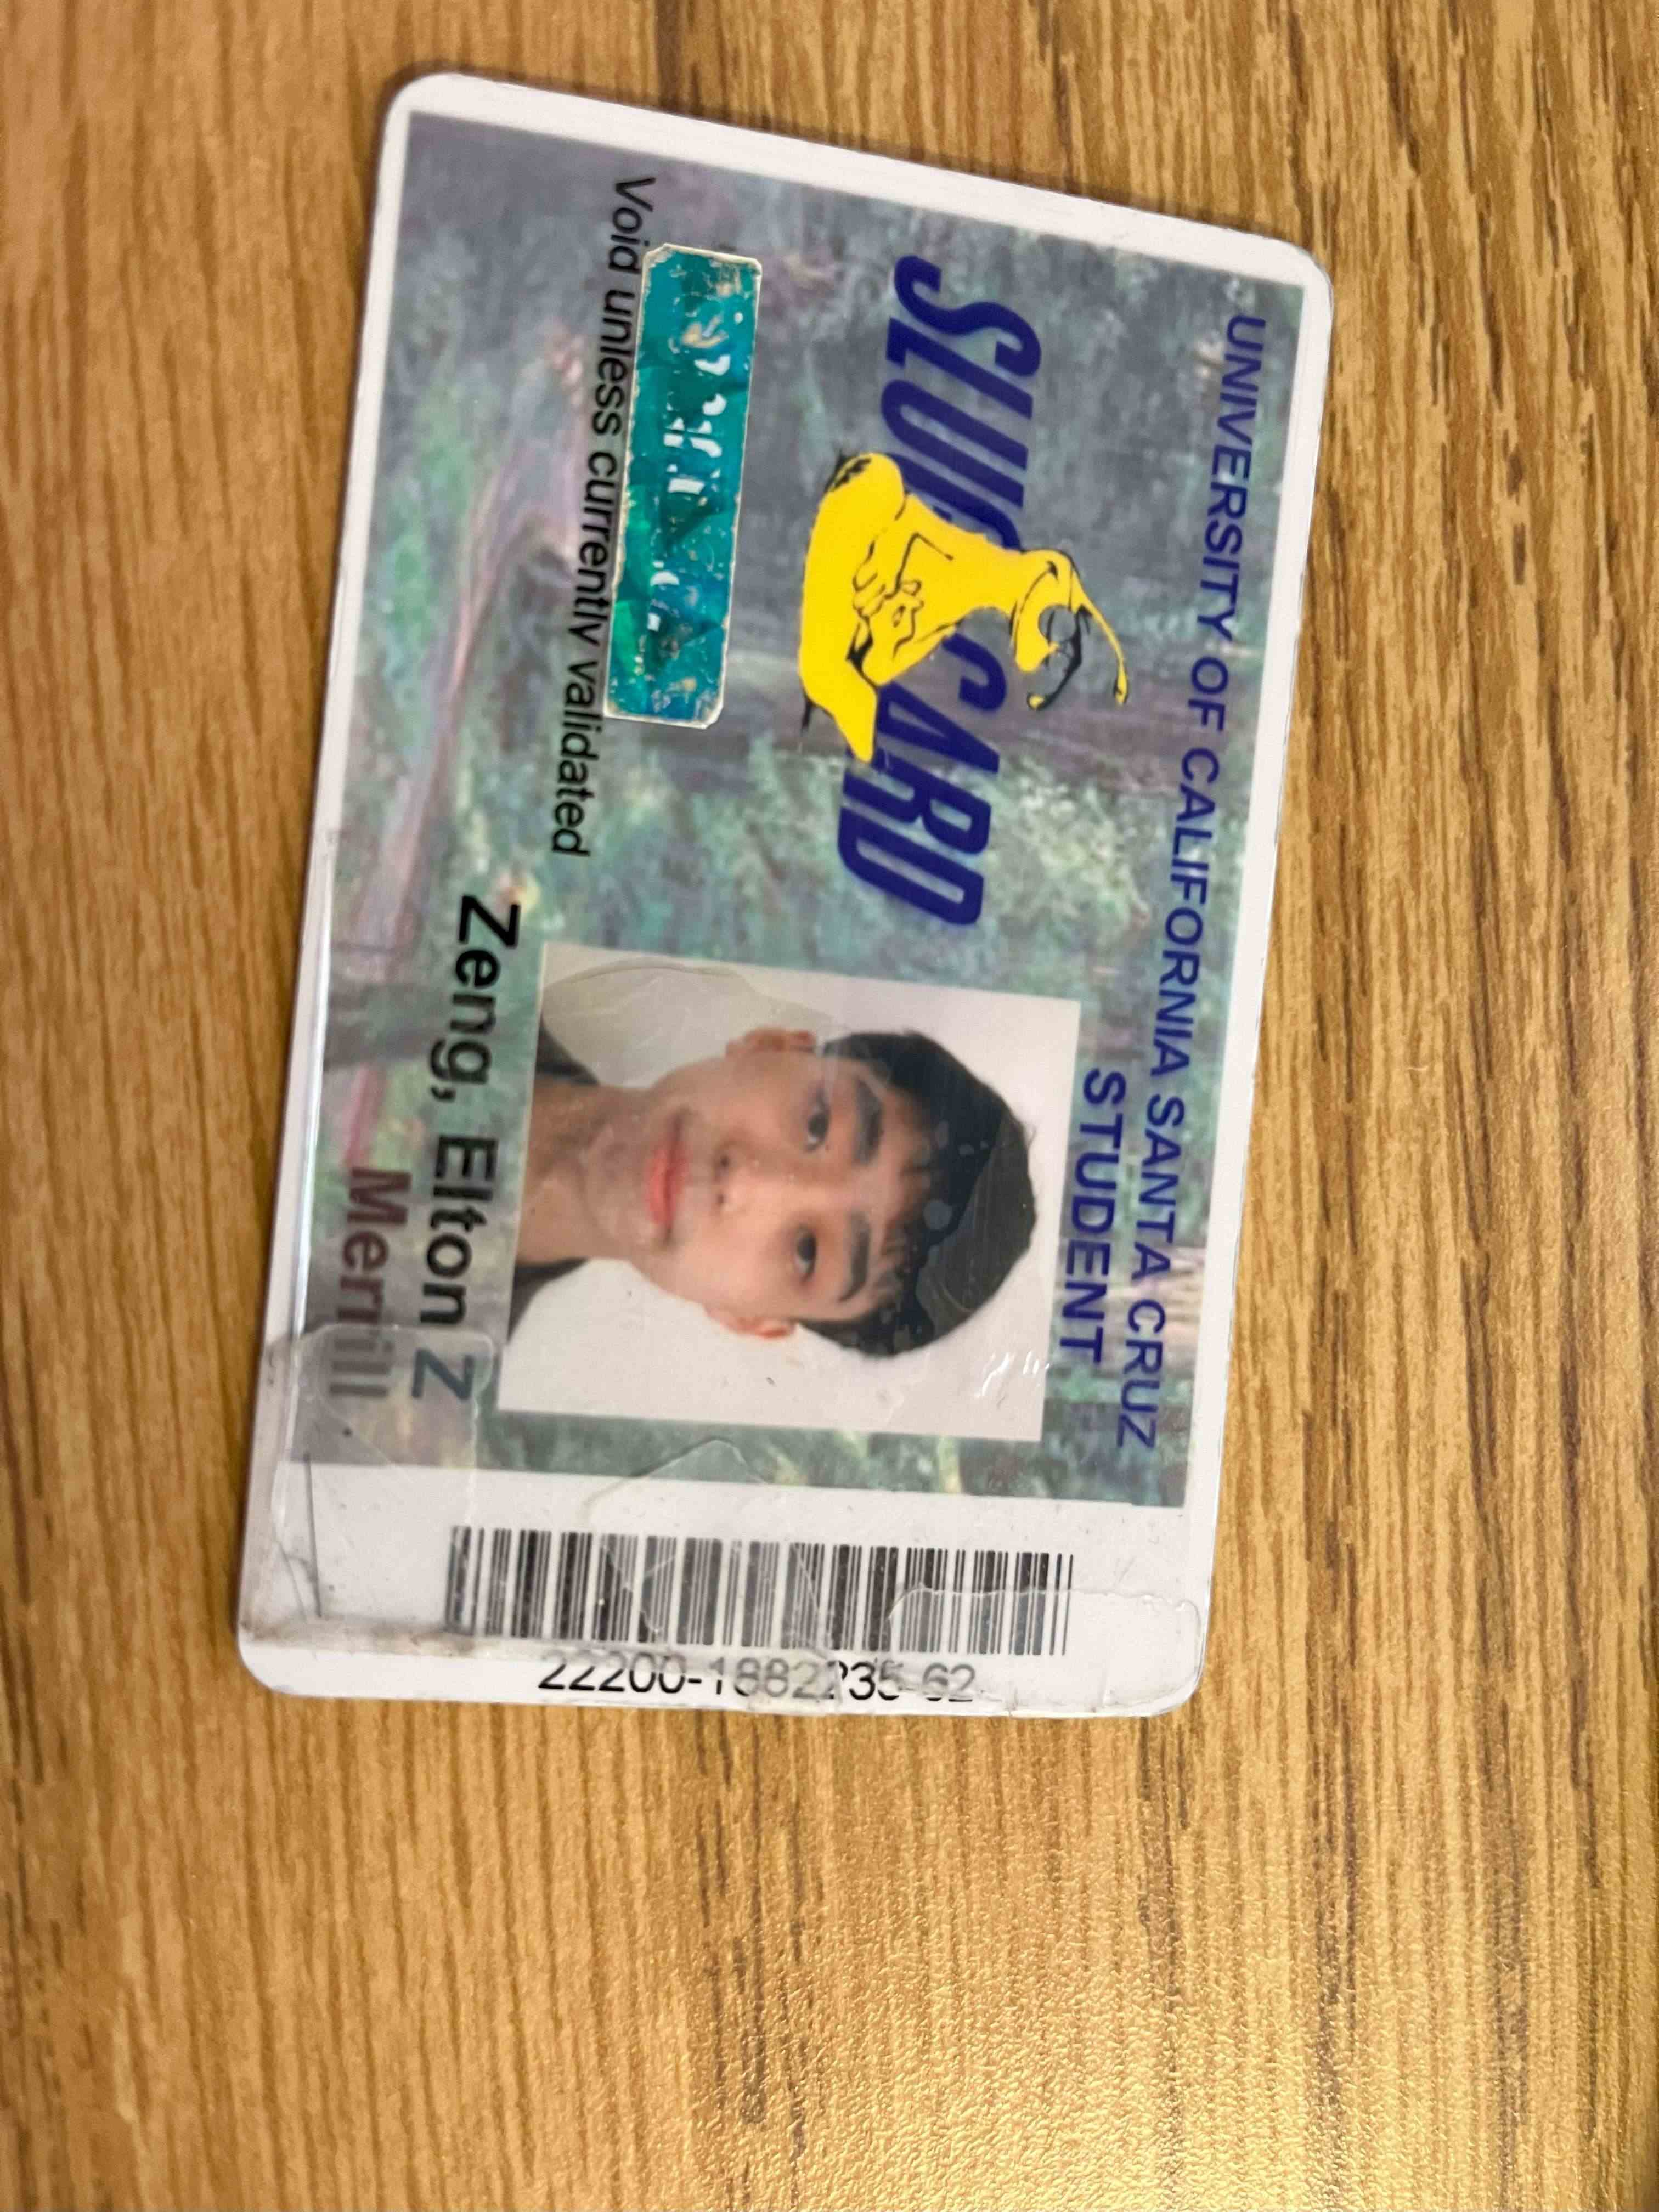 UNIVERSITY OF CALIFORNIA SANTA CRUZ
STUDENT
SLUG CARD
Void unless currently validated
Zeng, Elton Z
Merrill
22200-1882235-62